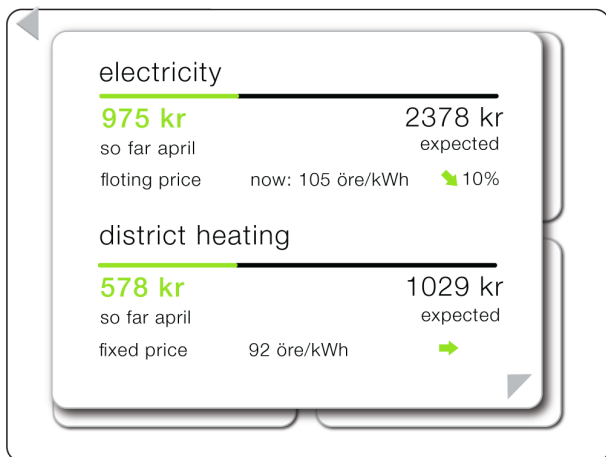 electricity
975 kr 2378 kr
so far april expected
floting price now: 105 öre/kWh 10%
district heating
578 kr 1029 kr
so far april expected
fixed price 92 öre/kWh